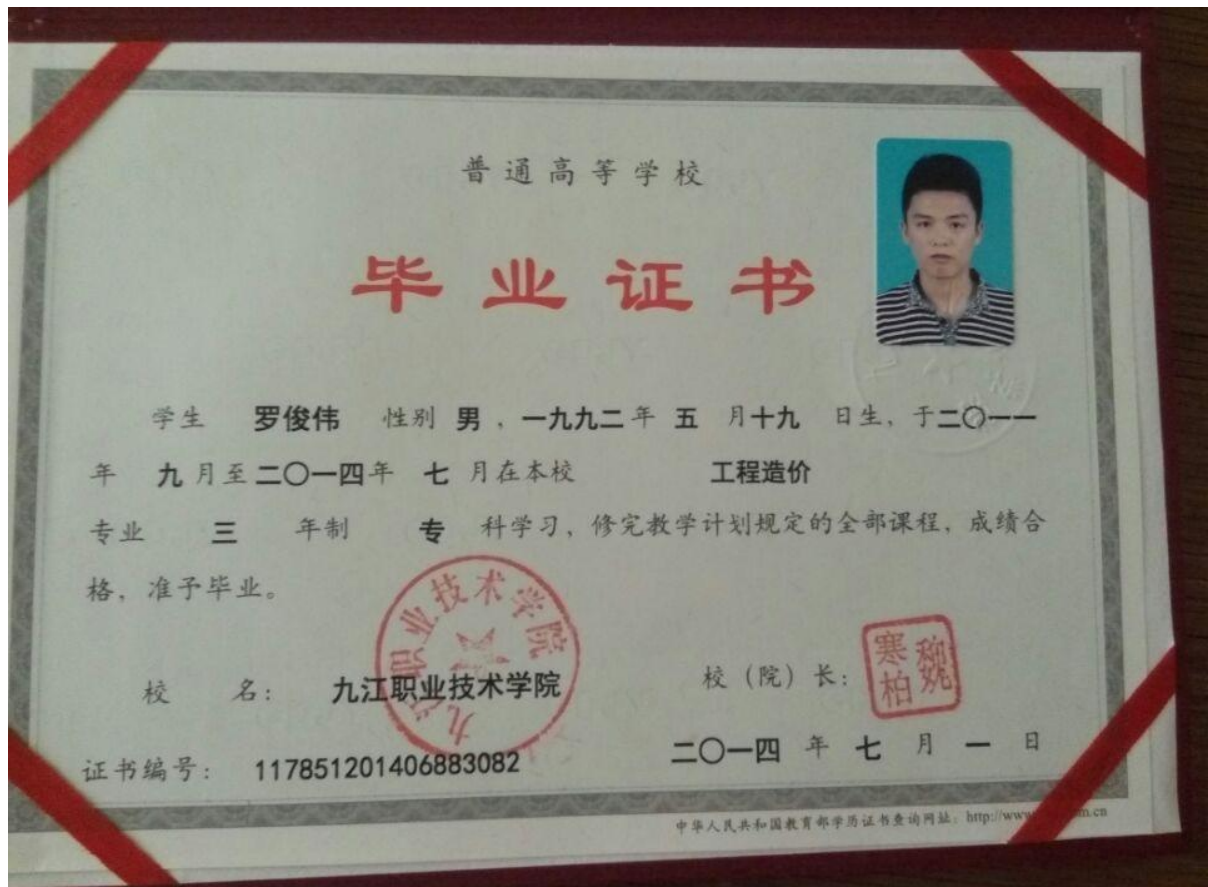 普通高等学校
毕业证书
学生 罗俊伟 性别 男，一九九二年 五 月十九 日生，于二〇一一
年 九月至二〇一四年 七 月在本校 工程造价
专业 三 年制 专 科学习，修完教学计划规定的全部课程，成绩合
格，准予毕业。
九江职业技术学院
校 名： 九江职业技术学院
校（院）长：
魏寒柏
证书编号： 117851201406883082
二〇一四 年 七 月 一 日
中华人民共和国教育部学历证书查询网址：http://www